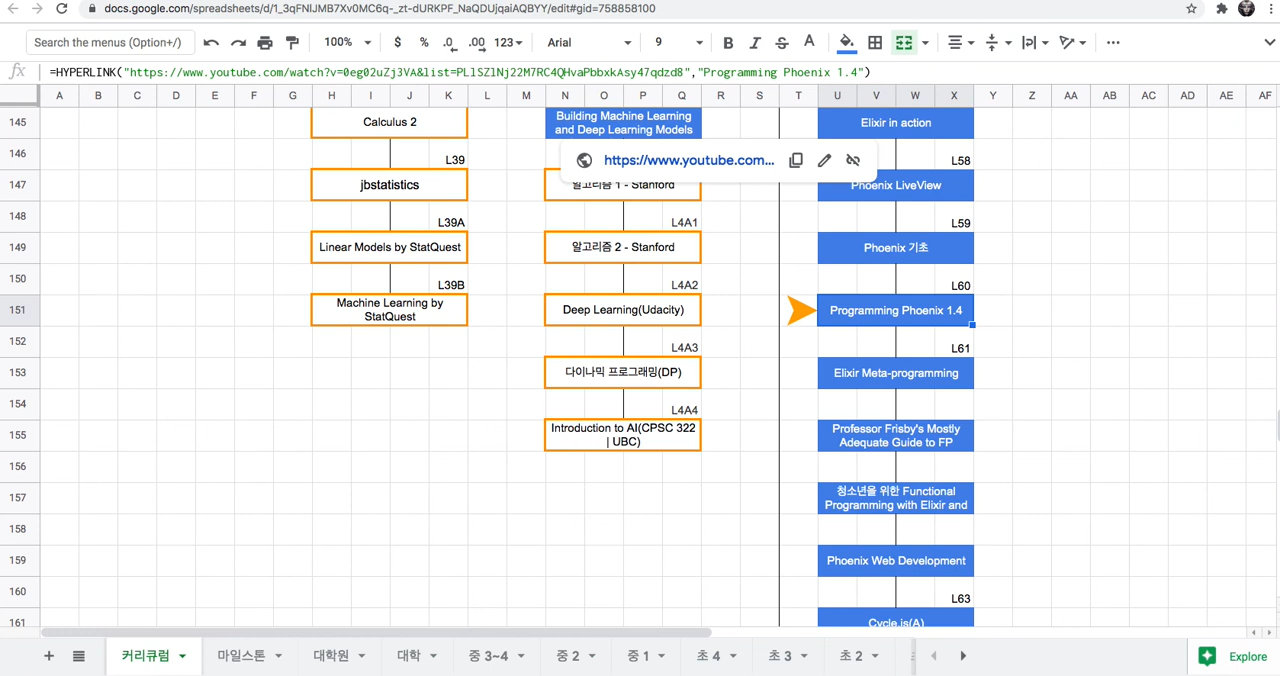 docs.google.com/spreadsheets/d/1_3qFNIJMB7Xv0MC6q-_zt-dURKPF_NaQDUjqaiAQBYY/edit#gid=758858100
Search the menus (Option+/) 100% $ % .0 .00 123 Arial 9 B I S A
fx =HYPERLINK("https://www.youtube.com/watch?v=0eg02uZj3VA&list=PLlSZlNj22M7RC4QHvaPbbxkAsy47qdzd8","Programming Phoenix 1.4")
A B C D E F G H I J K L M N O P Q R S T U V W X Y Z AA AB AC AD AE AF
145 Calculus 2 Building Machine Learning and Deep Learning Models Elixir in action
146 L39 https://www.youtube.com... L58
147 jbstatistics 알고리즘 1 - Stanford Phoenix LiveView
148 L39A L4A1 L59
149 Linear Models by StatQuest 알고리즘 2 - Stanford Phoenix 기초
150 L39B L4A2 L60
151 Machine Learning by StatQuest Deep Learning(Udacity) Programming Phoenix 1.4
152 L4A3 L61
153 다이나믹 프로그래밍(DP) Elixir Meta-programming
154 L4A4
155 Introduction to AI(CPSC 322 | UBC) Professor Frisby's Mostly Adequate Guide to FP
156
157 청소년을 위한 Functional Programming with Elixir and
158
159 Phoenix Web Development
160 L63
161 Cycle.js(A)
커리큐럼 마일스톤 대학원 대학 중 3~4 중 2 중 1 초 4 초 3 초 2 Explore